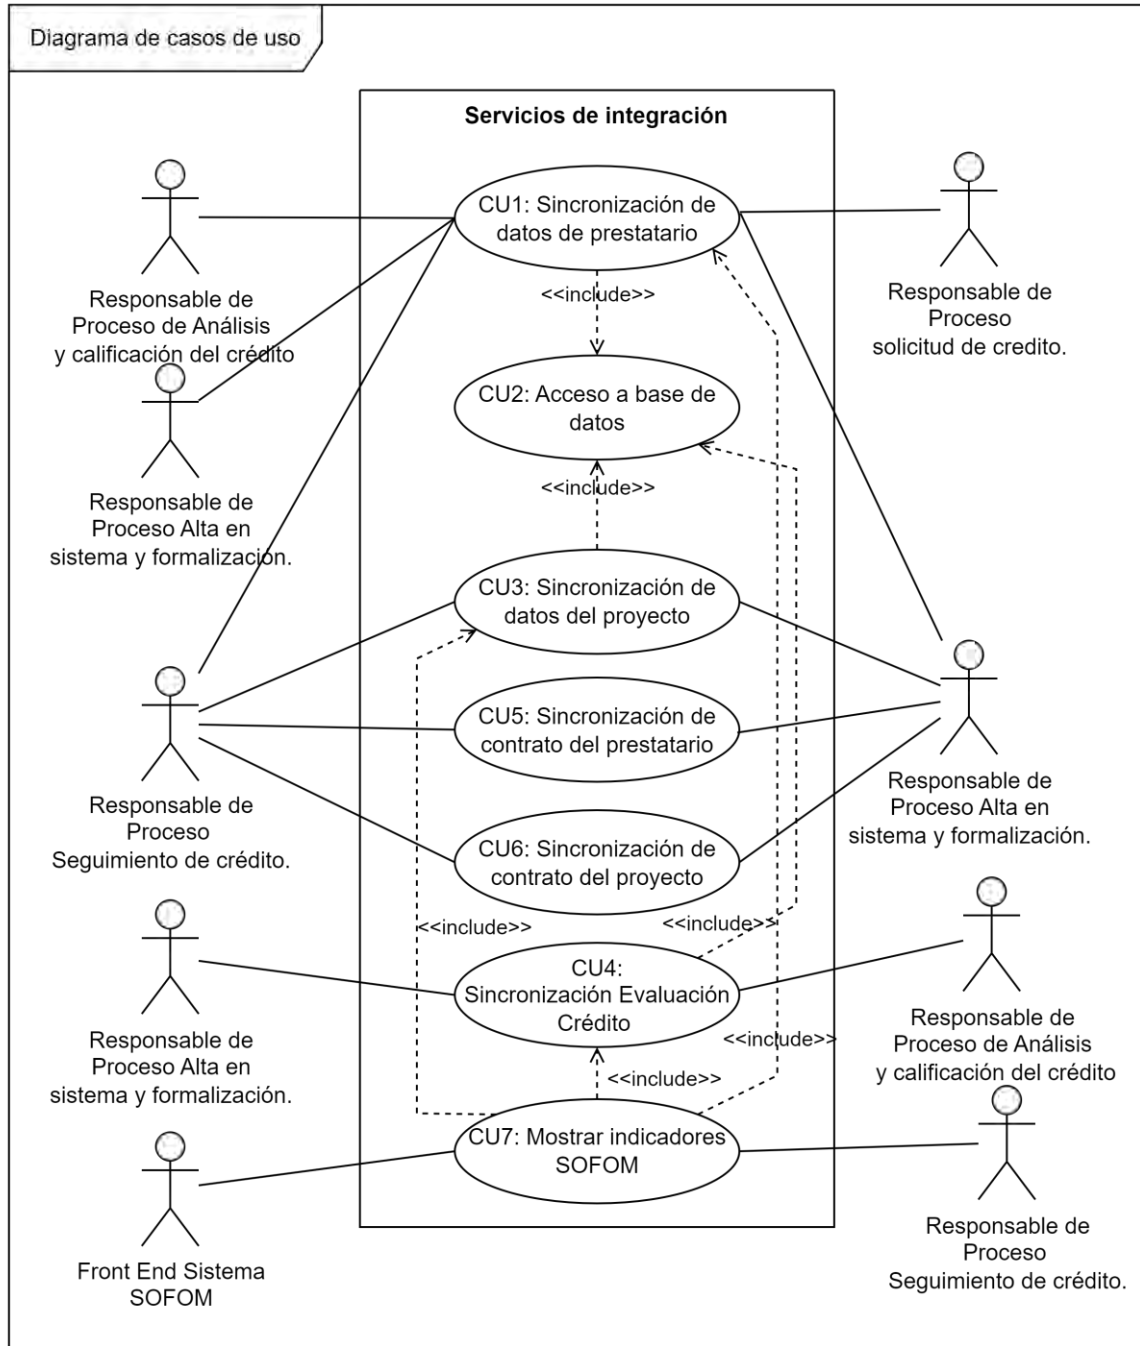 Diagrama de casos de uso
Servicios de integración
CU1: Sincronización de
datos de prestatario
<<include>>
CU2: Acceso a base de
datos
<<include>>
CU3: Sincronización de
datos del proyecto
CU5: Sincronización de
contrato del prestatario
CU6: Sincronización de
contrato del proyecto
<<include>>
<<include>>
CU4:
Sincronización Evaluación
Crédito
<<include>>
<<include>>
CU7: Mostrar indicadores
SOFOM
Responsable de
Proceso de Análisis
y calificación del crédito
Responsable de
Proceso Alta en
sistema y formalización.
Responsable de
Proceso
Seguimiento de crédito.
Responsable de
Proceso Alta en
sistema y formalización.
Front End Sistema
SOFOM
Responsable de
Proceso
solicitud de credito.
Responsable de
Proceso Alta en
sistema y formalización.
Responsable de
Proceso de Análisis
y calificación del crédito
Responsable de
Proceso
Seguimiento de crédito.